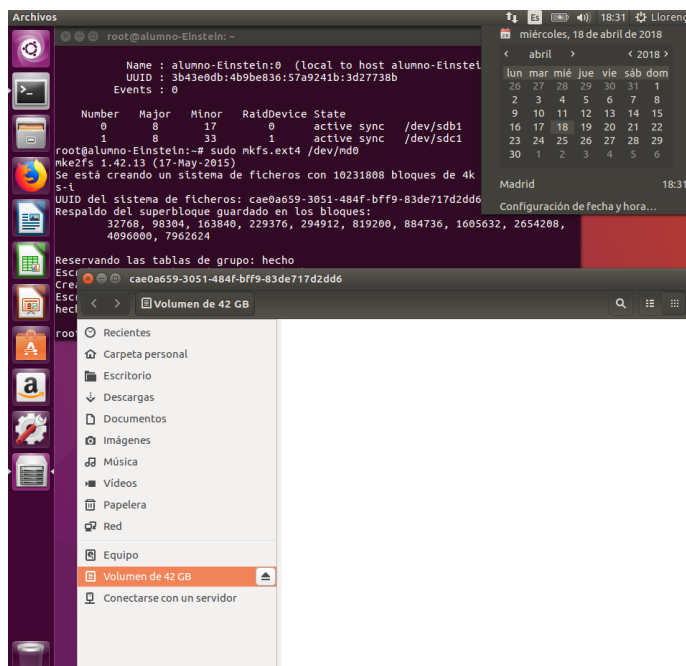 Archivos
Es
18:31
Llorenç
root@alumno-Einstein: ~
Name : alumno-Einstein:0 (local to host alumno-Einstei
UUID : 3b43e0db:4b9be836:57a9241b:3d27738b
Events : 0
Number Major Minor RaidDevice State
0 8 17 0 active sync /dev/sdb1
1 8 33 1 active sync /dev/sdc1
root@alumno-Einstein:~# sudo mkfs.ext4 /dev/md0
mke2fs 1.42.13 (17-May-2015)
Se está creando un sistema de ficheros con 10231808 bloques de 4k
s-i
UUID del sistema de ficheros: cae0a659-3051-484f-bff9-83de717d2dd6
Respaldo del superbloque guardado en los bloques:
32768, 98304, 163840, 229376, 294912, 819200, 884736, 1605632, 2654208,
4096000, 7962624
Reservando las tablas de grupo: hecho
Esc
Crea
Escr
hech
roo
miércoles, 18 de abril de 2018
< abril > < 2018 >
lun mar mié jue vie sáb dom
26 27 28 29 30 31 1
2 3 4 5 6 7 8
9 10 11 12 13 14 15
16 17 18 19 20 21 22
23 24 25 26 27 28 29
30 1 2 3 4 5 6
Madrid 18:31
Configuración de fecha y hora…
cae0a659-3051-484f-bff9-83de717d2dd6
Volumen de 42 GB
Recientes
Carpeta personal
Escritorio
Descargas
Documentos
Imágenes
Música
Vídeos
Papelera
Red
Equipo
Volumen de 42 GB
Conectarse con un servidor